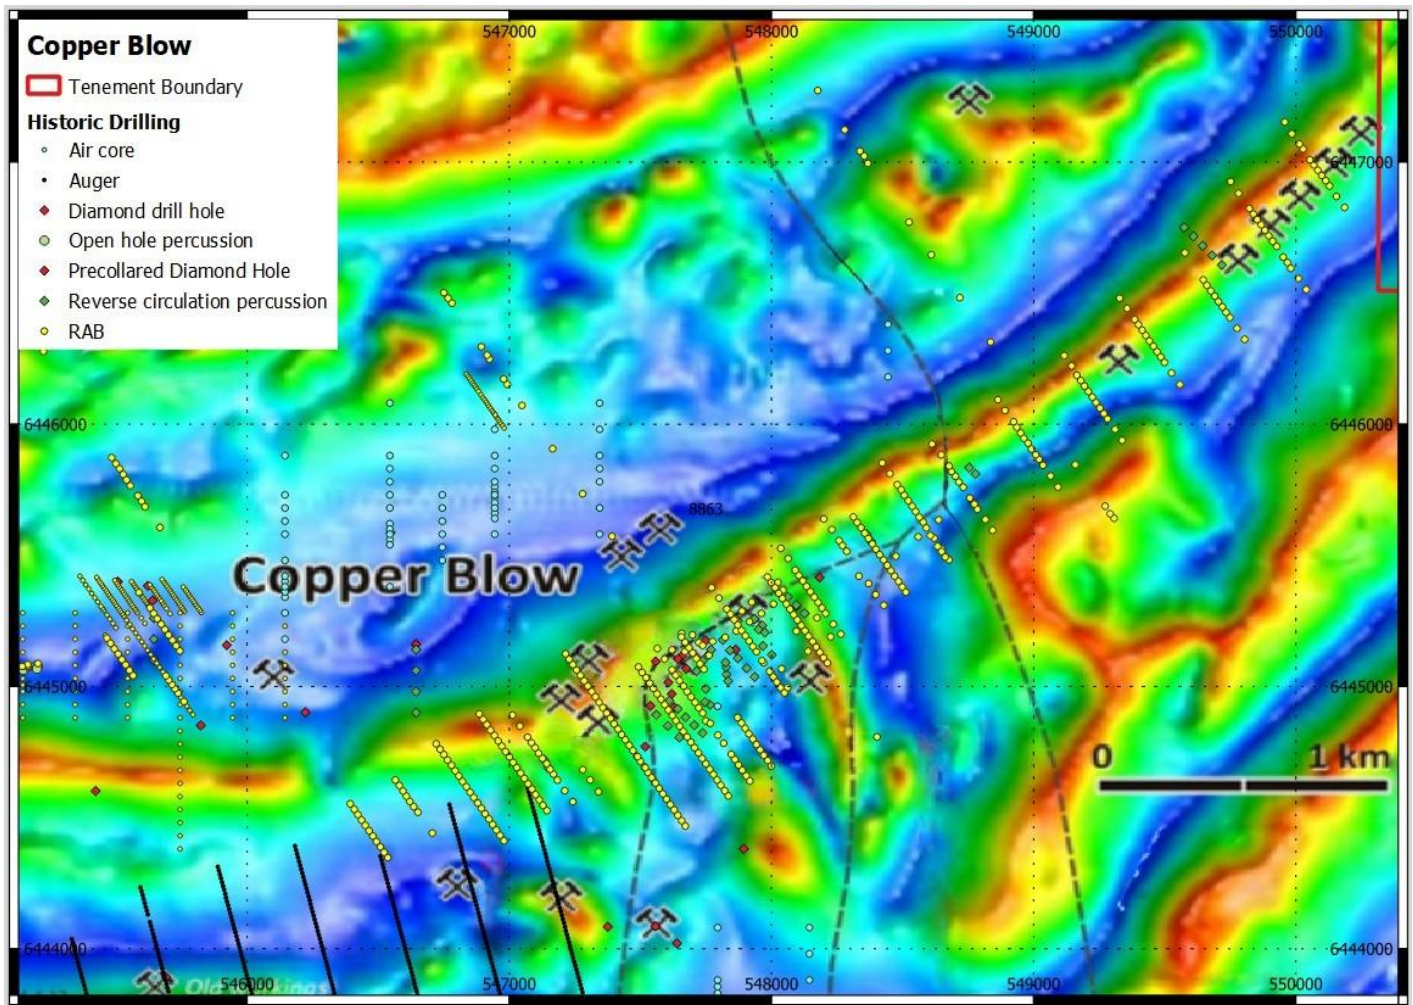 Copper Blow
Tenement Boundary
Historic Drilling
Air core
Auger
Diamond drill hole
Open hole percussion
Precollared Diamond Hole
Reverse circulation percussion
RAB
547000
548000
549000
550000
6447000
6446000
6446000
8863
Copper Blow
6445000
6445000
0 1 km
6444000
6444000
546000
547000
548000
549000
550000